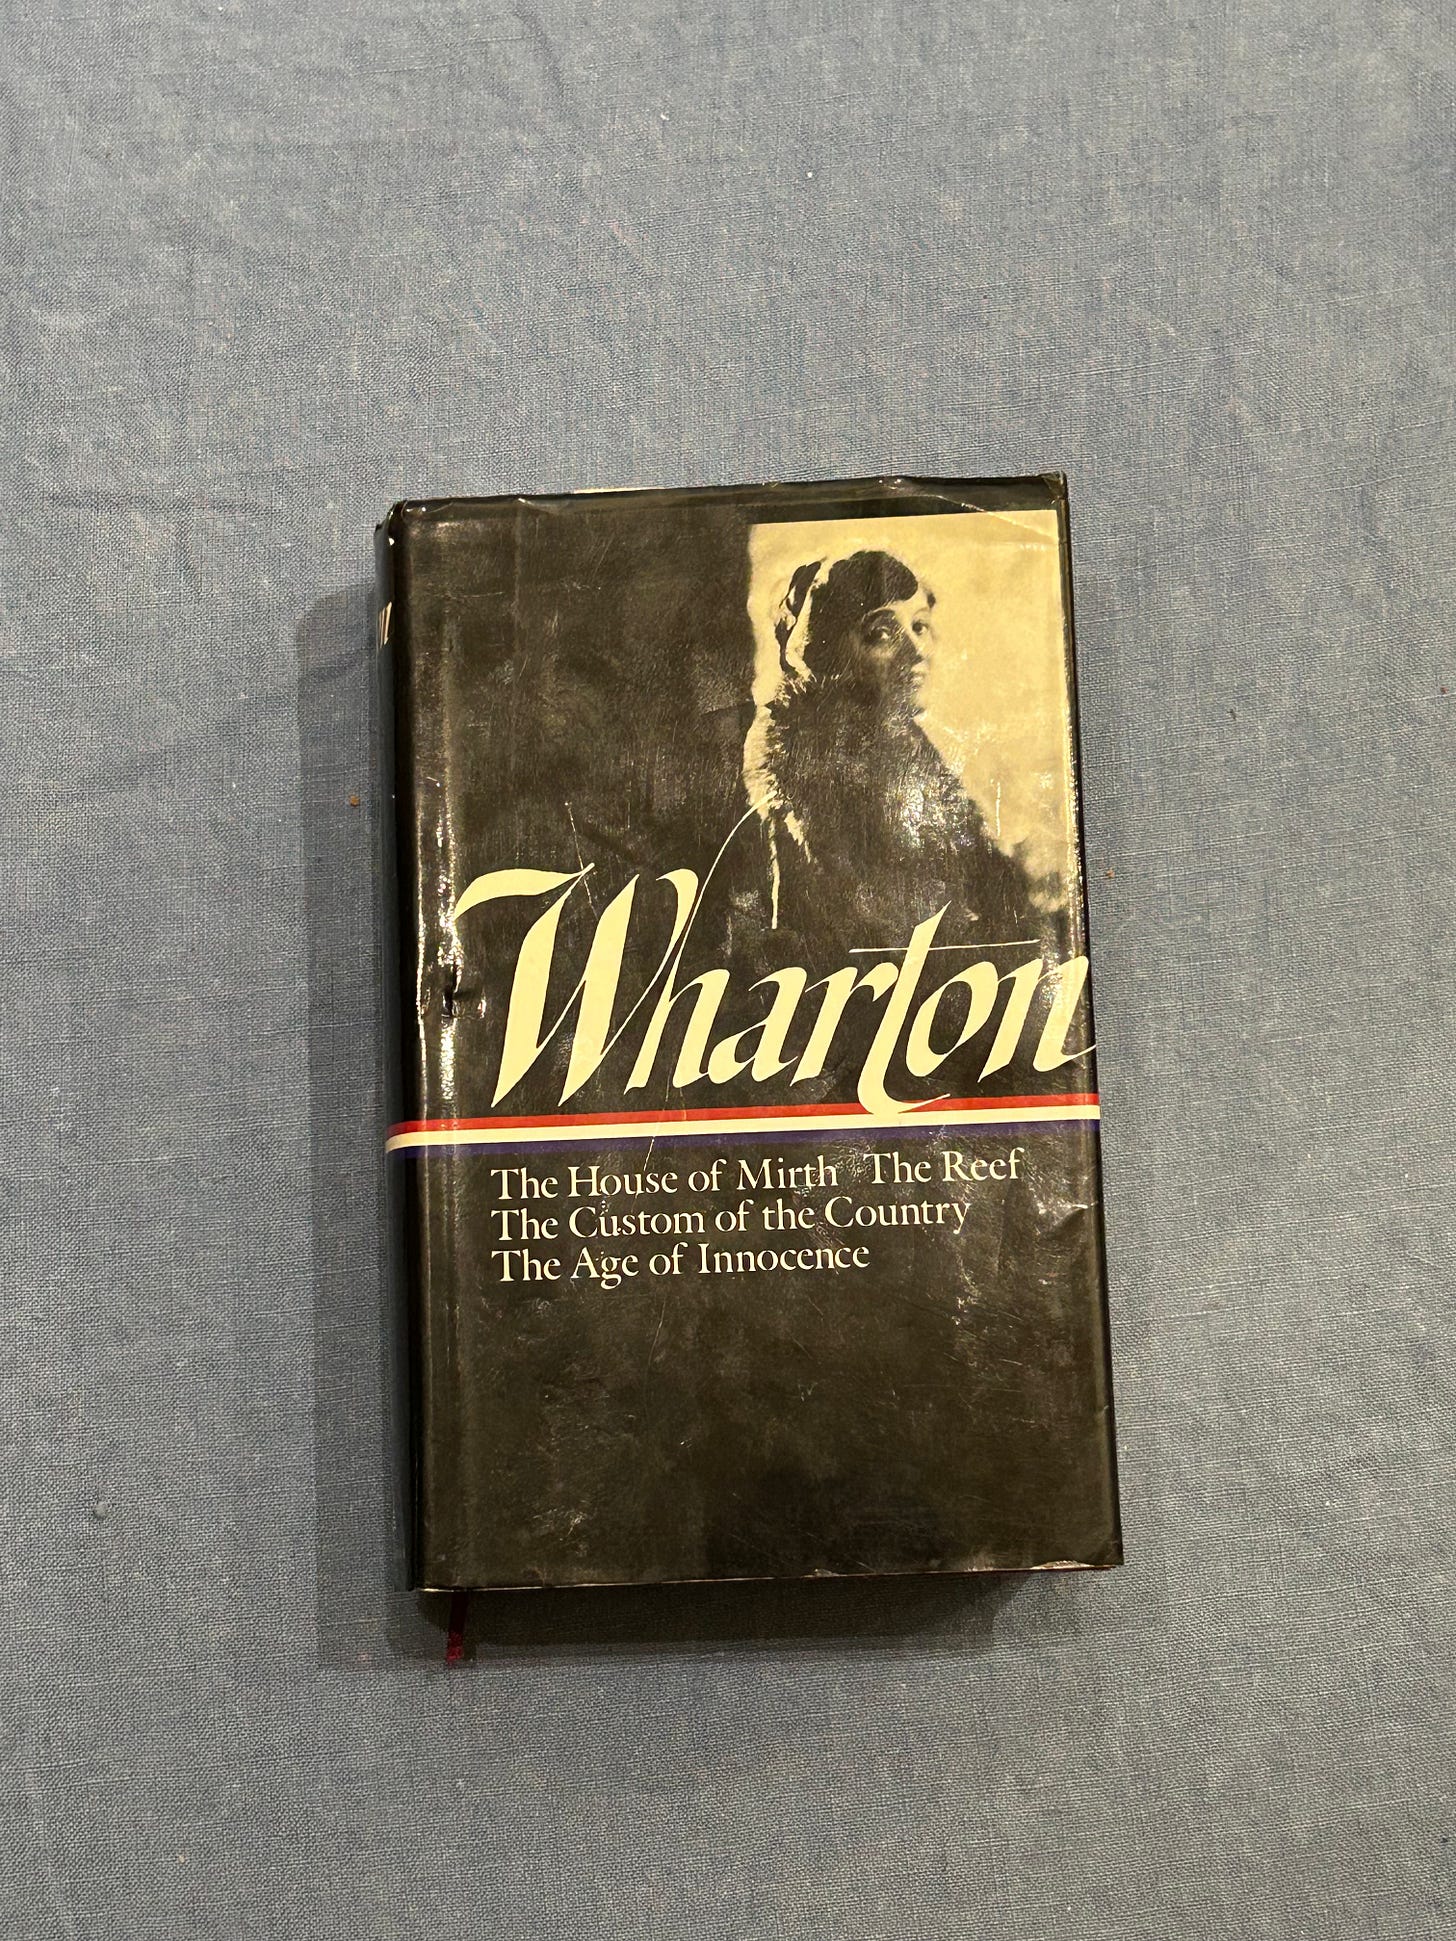 Wharton
The House of Mirth The Reef
The Custom of the Country
The Age of Innocence